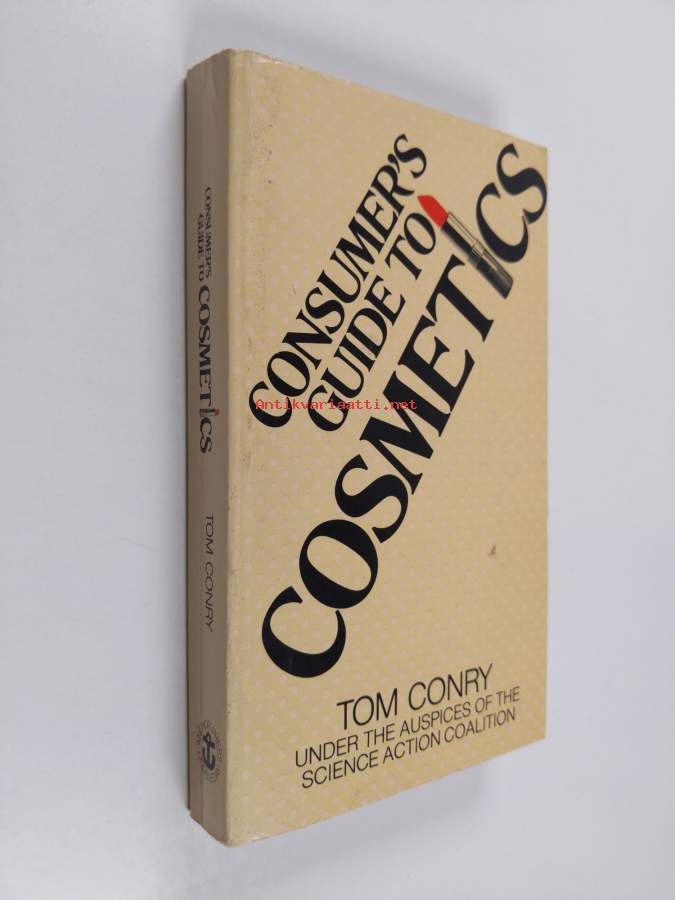 CONSUMER'S
GUIDE TO
COSMETICS
TOM CONRY
UNDER THE AUSPICES OF THE
SCIENCE ACTION COALITION
CONSUMER'S
GUIDE TO
COSMETICS
TOM CONRY
Antikvariaatti.net